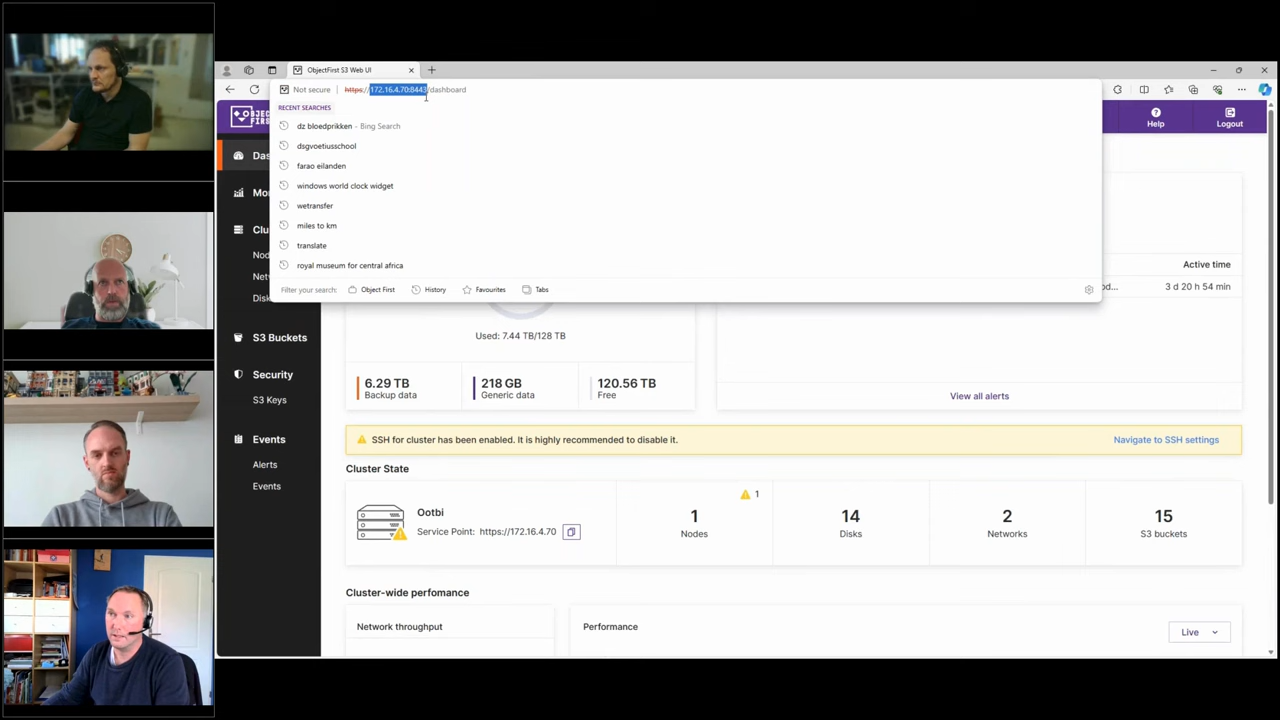 ObjectFirst S3 Web UI
Not secure
https://172.16.4.70:8443/dashboard
RECENT SEARCHES
dz bloedprikken - Bing Search
dsgvoetiusschool
farao eilanden
windows world clock widget
wetransfer
miles to km
translate
royal museum for central africa
Filter your search:
Object First
History
Favourites
Tabs
Help
Logout
S3 Buckets
Security
S3 Keys
Events
Alerts
Events
Active time
3 d 20 h 54 min
Used: 7.44 TB/128 TB
6.29 TB
Backup data
218 GB
Generic data
120.56 TB
Free
View all alerts
SSH for cluster has been enabled. It is highly recommended to disable it.
Navigate to SSH settings
Cluster State
Ootbi
Service Point: https://172.16.4.70
1
1
Nodes
14
Disks
2
Networks
15
S3 buckets
Cluster-wide perfomance
Network throughput
Performance
Live